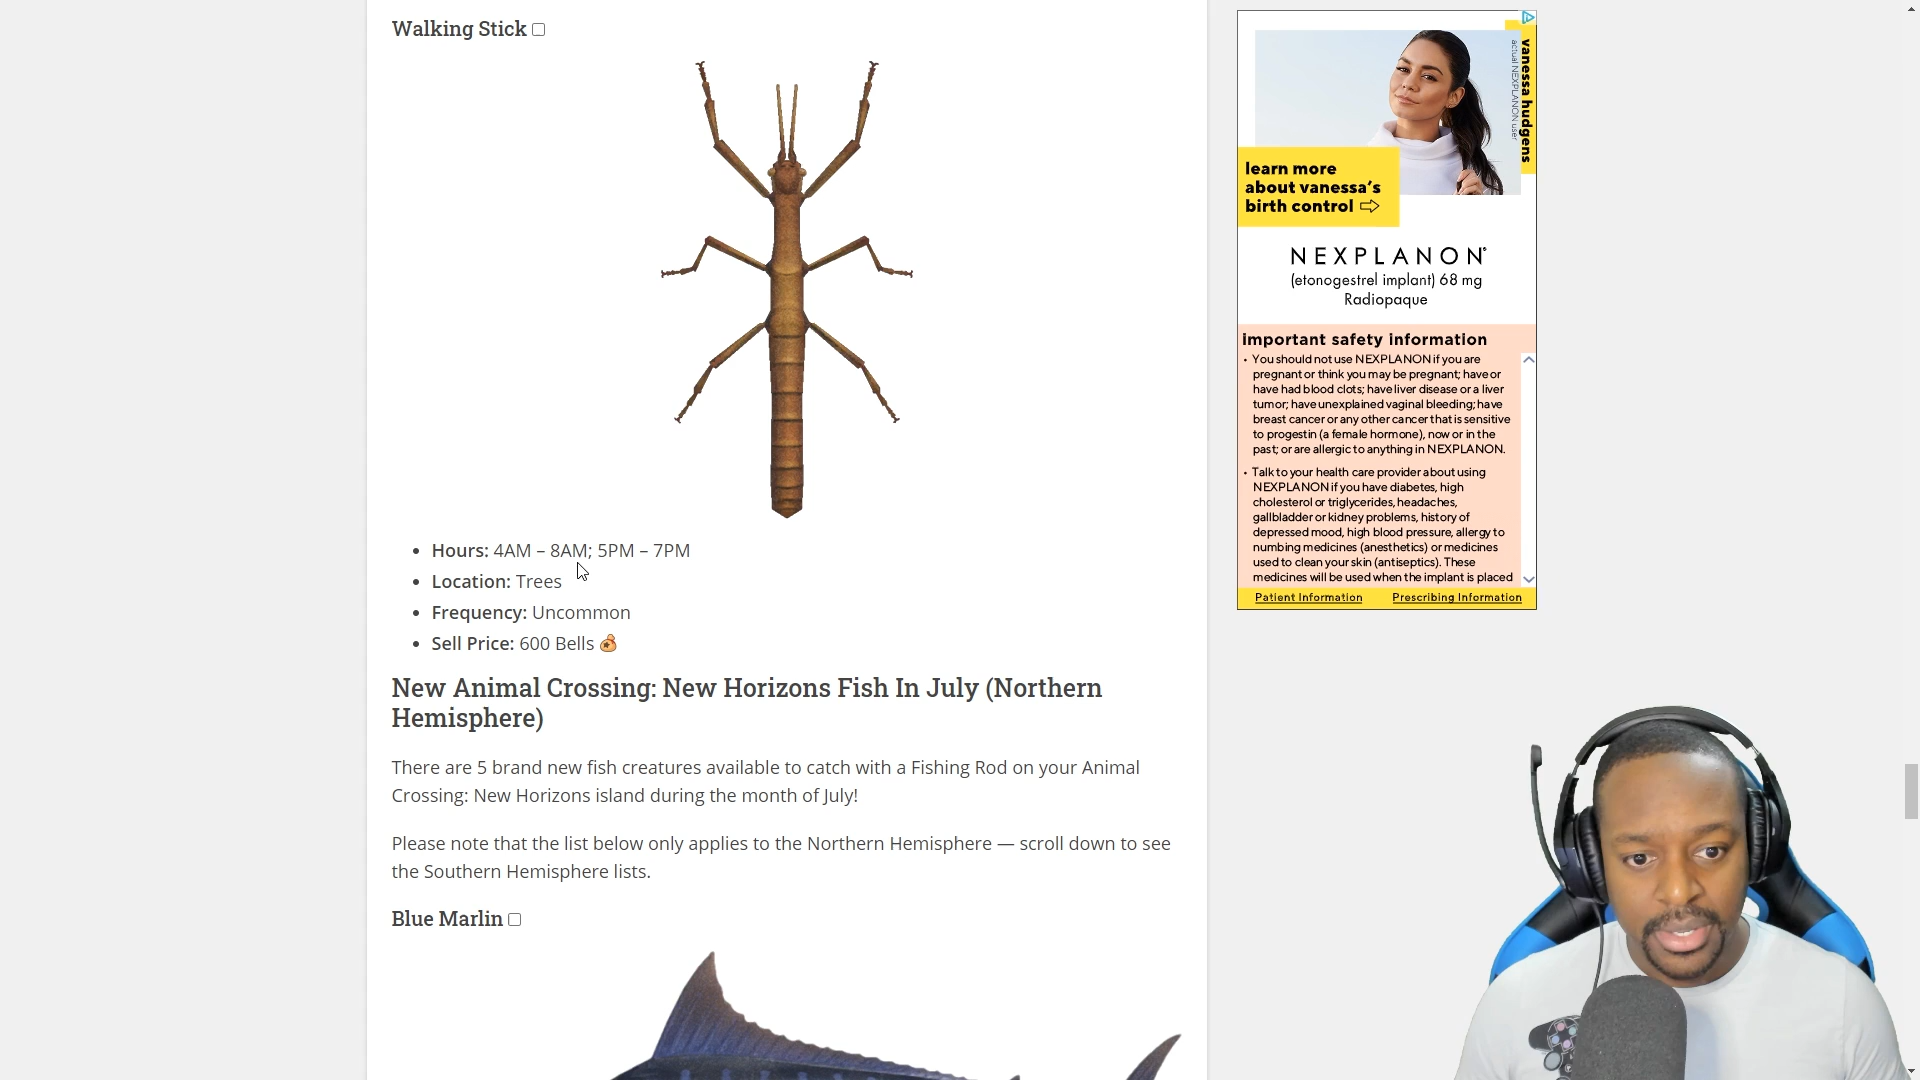 Walking Stick
Hours: 4AM – 8AM; 5PM – 7PM
Location: Trees
Frequency: Uncommon
Sell Price: 600 Bells
New Animal Crossing: New Horizons Fish In July (Northern
Hemisphere)
There are 5 brand new fish creatures available to catch with a Fishing Rod on your Animal
Crossing: New Horizons island during the month of July!
Please note that the list below only applies to the Northern Hemisphere — scroll down to see
the Southern Hemisphere lists.
Blue Marlin
vanessa hudgens
actual NEXPLANON user
learn more
about vanessa's
birth control ⇨
NEXPLANON®
(etonogestrel implant) 68 mg
Radiopaque
important safety information
• You should not use NEXPLANON if you are
pregnant or think you may be pregnant; have or
have had blood clots; have liver disease or a liver
tumor; have unexplained vaginal bleeding; have
breast cancer or any other cancer that is sensitive
to progestin (a female hormone), now or in the
past; or are allergic to anything in NEXPLANON.
• Talk to your health care provider about using
NEXPLANON if you have diabetes, high
cholesterol or triglycerides, headaches,
gallbladder or kidney problems, history of
depressed mood, high blood pressure, allergy to
numbing medicines (anesthetics) or medicines
used to clean your skin (antiseptics). These
medicines will be used when the implant is placed
Patient Information Prescribing Information